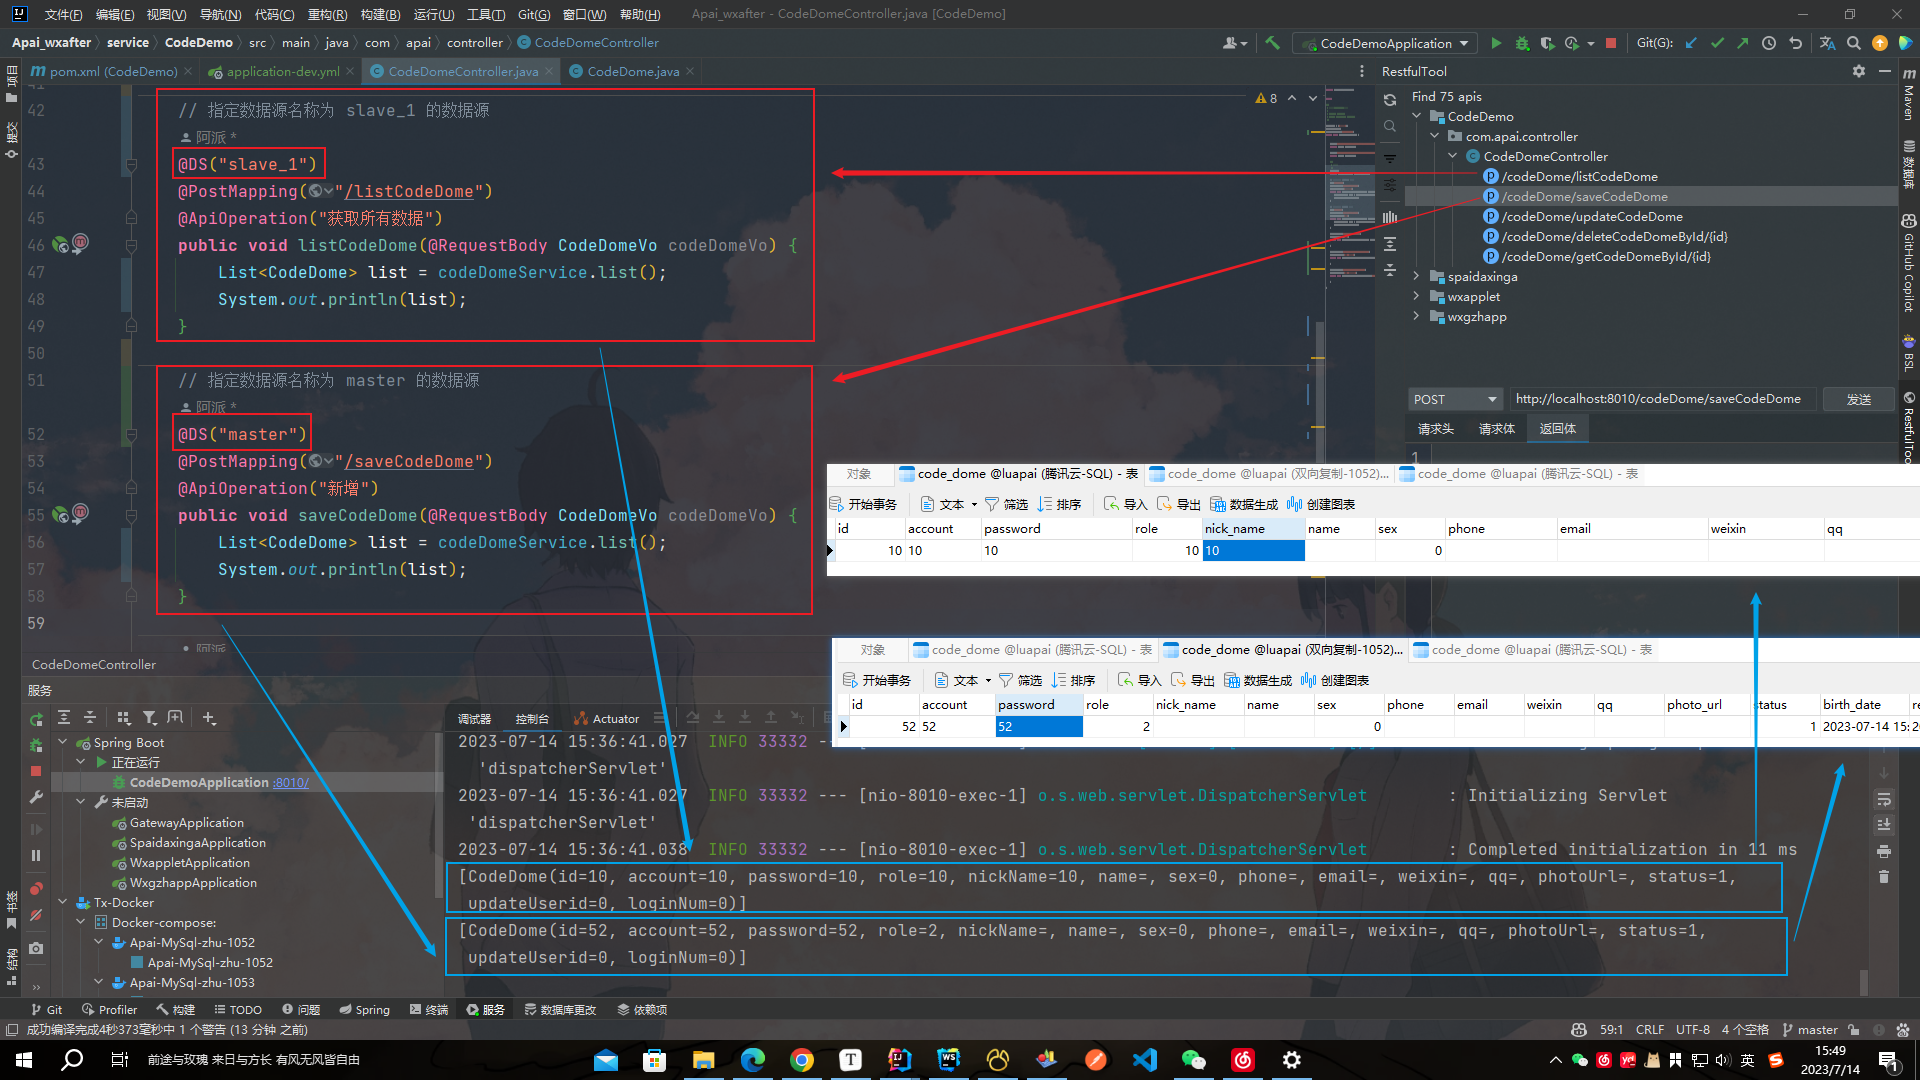 文件(F) 编辑(E) 视图(V) 导航(N) 代码(C) 重构(R) 构建(B) 运行(U) 工具(T) Git(G) 窗口(W) 帮助(H) Apai_wxafter - CodeDomeController.java [CodeDemo]
Apai_wxafter service CodeDemo src main java com apai controller CodeDomeController
CodeDemoApplication Git(G):
pom.xml (CodeDemo) application-dev.yml CodeDomeController.java CodeDome.java
项目
提交
书签
结构
41
42 // 指定数据源名称为 slave_1 的数据源
阿派 *
43 @DS("slave_1")
44 @PostMapping("/listCodeDome")
45 @ApiOperation("获取所有数据")
46 public void listCodeDome(@RequestBody CodeDomeVo codeDomeVo) {
47 List<CodeDome> list = codeDomeService.list();
48 System.out.println(list);
49 }
50
51 // 指定数据源名称为 master 的数据源
阿派 *
52 @DS("master")
53 @PostMapping("/saveCodeDome")
54 @ApiOperation("新增")
55 public void saveCodeDome(@RequestBody CodeDomeVo codeDomeVo) {
56 List<CodeDome> list = codeDomeService.list();
57 System.out.println(list);
58 }
59
阿派
8
CodeDomeController
RestfulTool
Find 75 apis
CodeDemo
com.apai.controller
CodeDomeController
/codeDome/listCodeDome
/codeDome/saveCodeDome
/codeDome/updateCodeDome
/codeDome/deleteCodeDomeById/{id}
/codeDome/getCodeDomeById/{id}
spaidaxinga
wxapplet
wxgzhapp
POST http://localhost:8010/codeDome/saveCodeDome 发送
请求头 请求体 返回体
1
Maven
数据库
GitHub Copilot
BSL
RestfulToo
对象 code_dome @luapai (腾讯云-SQL) - 表 code_dome @luapai (双向复制-1052)... code_dome @luapai (腾讯云-SQL) - 表
开始事务 文本 筛选 排序 导入 导出 数据生成 创建图表
id account password role nick_name name sex phone email weixin qq
10 10 10 10 10 0
对象 code_dome @luapai (腾讯云-SQL) - 表 code_dome @luapai (双向复制-1052)... code_dome @luapai (腾讯云-SQL) - 表
开始事务 文本 筛选 排序 导入 导出 数据生成 创建图表
id account password role nick_name name sex phone email weixin qq photo_url status birth_date re
52 52 52 2 0 1 2023-07-14 15:20
服务
调试器 控制台 Actuator
Spring Boot
正在运行
CodeDemoApplication :8010/
未启动
GatewayApplication
SpaidaxingaApplication
WxappletApplication
WxgzhappApplication
Tx-Docker
Docker-compose:
Apai-MySql-zhu-1052
Apai-MySql-zhu-1052
Apai-MySql-zhu-1053
2023-07-14 15:36:41.027 INFO 33332 ---
'dispatcherServlet'
2023-07-14 15:36:41.027 INFO 33332 --- [nio-8010-exec-1] o.s.web.servlet.DispatcherServlet : Initializing Servlet
'dispatcherServlet'
2023-07-14 15:36:41.038 INFO 33332 --- [nio-8010-exec-1] o.s.web.servlet.DispatcherServlet : Completed initialization in 11 ms
[CodeDome(id=10, account=10, password=10, role=10, nickName=10, name=, sex=0, phone=, email=, weixin=, qq=, photoUrl=, status=1,
updateUserid=0, loginNum=0)]
[CodeDome(id=52, account=52, password=52, role=2, nickName=, name=, sex=0, phone=, email=, weixin=, qq=, photoUrl=, status=1,
updateUserid=0, loginNum=0)]
Git Profiler 构建 TODO 问题 Spring 终端 服务 数据库更改 依赖项
成功编译完成4秒373毫秒中 1 个警告 (13 分钟 之前) 59:1 CRLF UTF-8 4 个空格 master
前途与玫瑰 来日与方长 有风无风皆自由
英
15:49
2023/7/14
1